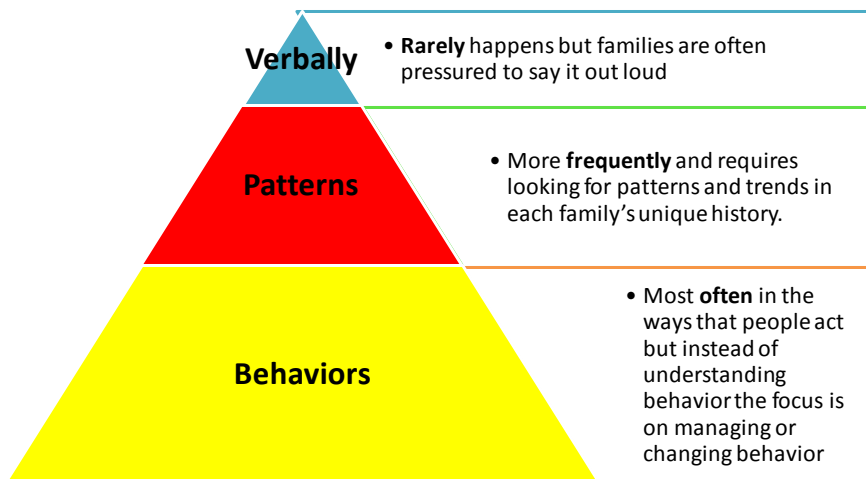 Verbally
• Rarely happens but families are often
pressured to say it out loud
Patterns
• More frequently and requires
looking for patterns and trends in
each family's unique history.
Behaviors
• Most often in the
ways that people act
but instead of
understanding
behavior the focus is
on managing or
changing behavior